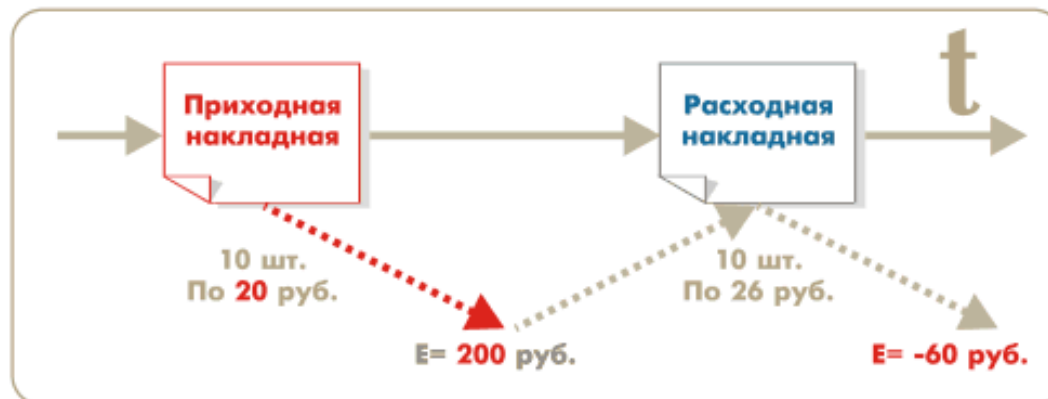 t
Приходная
накладная
Расходная
накладная
10 шт.
По 20 руб.
10 шт.
По 26 руб.
E= 200 руб.
E= -60 руб.